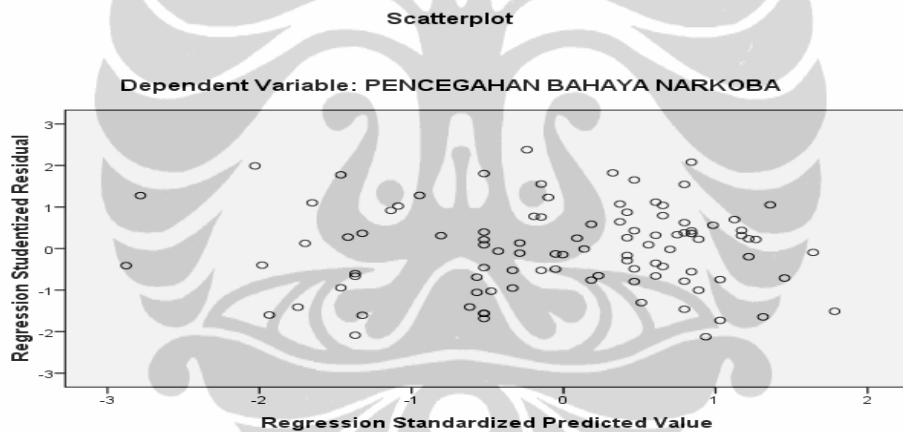 Scatterplot
Dependent Variable: PENCEGAHAN BAHAYA NARKOBA
Regression Studentized Residual
3
2
1
0
-1
-2
-3
-3 -2 -1 0 1 2
Regression Standardized Predicted Value